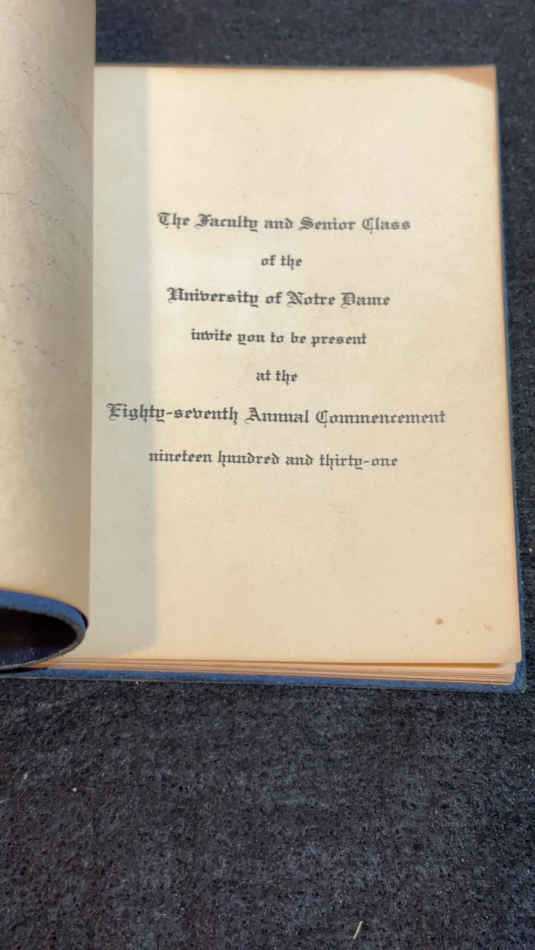 The Faculty and Senior Class
of the
University of Notre Dame
invite you to be present
at the
Eighty-seventh Annual Commencement
nineteen hundred and thirty-one